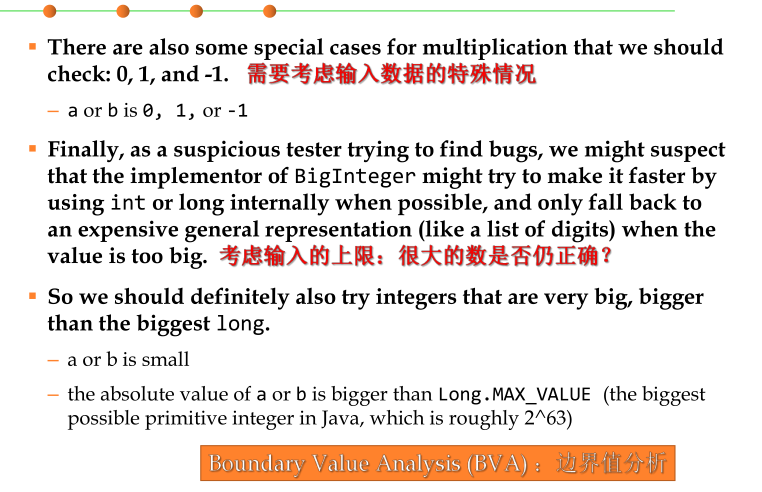 ▪ There are also some special cases for multiplication that we should
check: 0, 1, and -1. 需要考虑输入数据的特殊情况
– a or b is 0, 1, or -1
▪ Finally, as a suspicious tester trying to find bugs, we might suspect
that the implementor of BigInteger might try to make it faster by
using int or long internally when possible, and only fall back to
an expensive general representation (like a list of digits) when the
value is too big. 考虑输入的上限：很大的数是否仍正确？
▪ So we should definitely also try integers that are very big, bigger
than the biggest long.
– a or b is small
– the absolute value of a or b is bigger than Long.MAX_VALUE (the biggest
possible primitive integer in Java, which is roughly 2^63)
Boundary Value Analysis (BVA) ：边界值分析